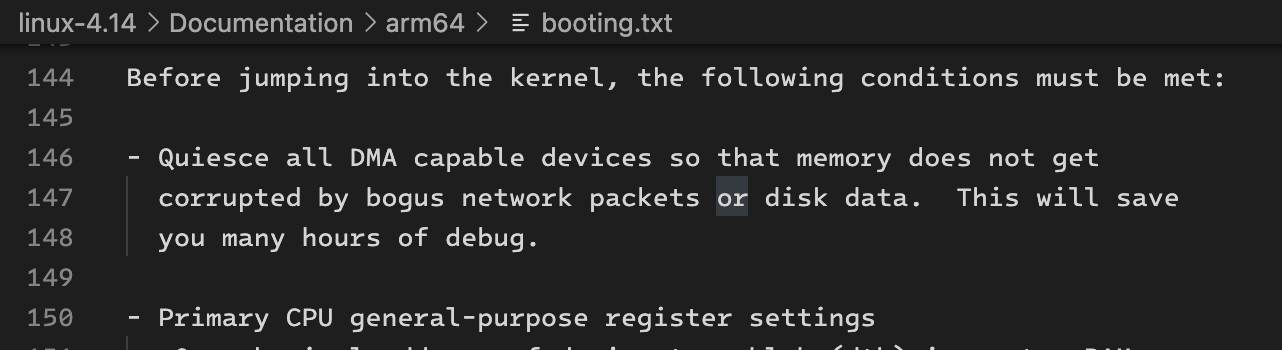 linux-4.14 > Documentation > arm64 > booting.txt
144 Before jumping into the kernel, the following conditions must be met:
145
146 - Quiesce all DMA capable devices so that memory does not get
147 corrupted by bogus network packets or disk data.  This will save
148 you many hours of debug.
149
150 - Primary CPU general-purpose register settings